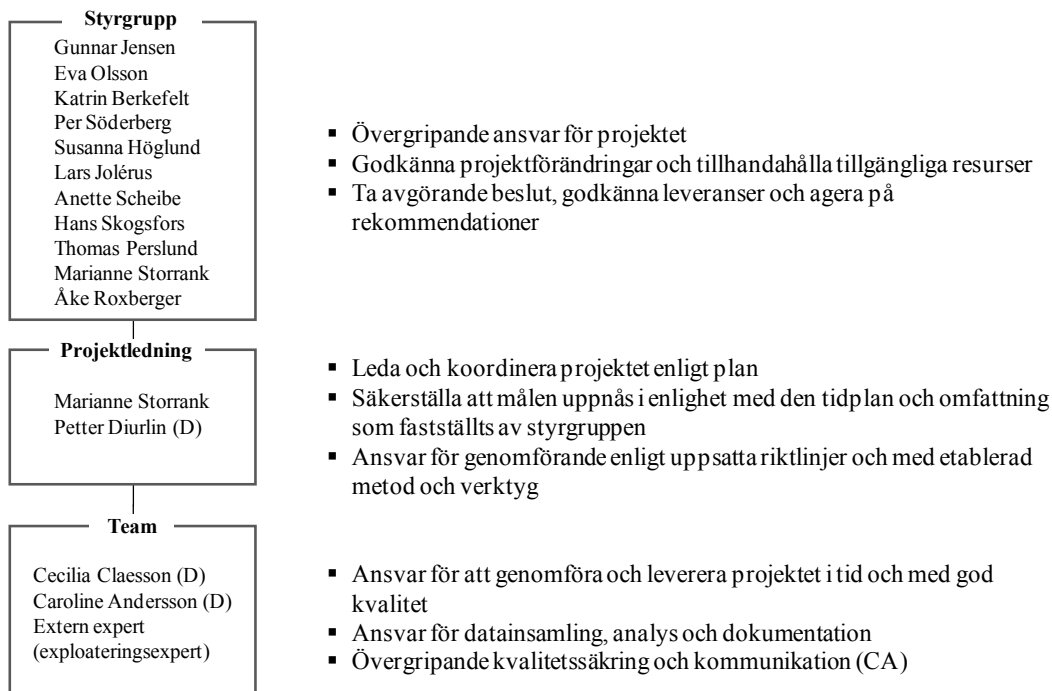 Styrgrupp
Gunnar Jensen
Eva Olsson
Katrin Berkefelt
Per Söderberg
Susanna Höglund
Lars Jolérus
Anette Scheibe
Hans Skogsfors
Thomas Perslund
Marianne Storrank
Åke Roxberger
▪ Övergripande ansvar för projektet
▪ Godkänna projektförändringar och tillhandahålla tillgängliga resurser
▪ Ta avgörande beslut, godkänna leveranser och agera på
rekommendationer
Projektledning
Marianne Storrank
Petter Diurlin (D)
▪ Leda och koordinera projektet enligt plan
▪ Säkerställa att målen uppnås i enlighet med den tidplan och omfattning
som fastställts av styrgruppen
▪ Ansvar för genomförande enligt uppsatta riktlinjer och med etablerad
metod och verktyg
Team
Cecilia Claesson (D)
Caroline Andersson (D)
Extern expert
(exploateringsexpert)
▪ Ansvar för att genomföra och leverera projektet i tid och med god
kvalitet
▪ Ansvar för datainsamling, analys och dokumentation
▪ Övergripande kvalitetssäkring och kommunikation (CA)